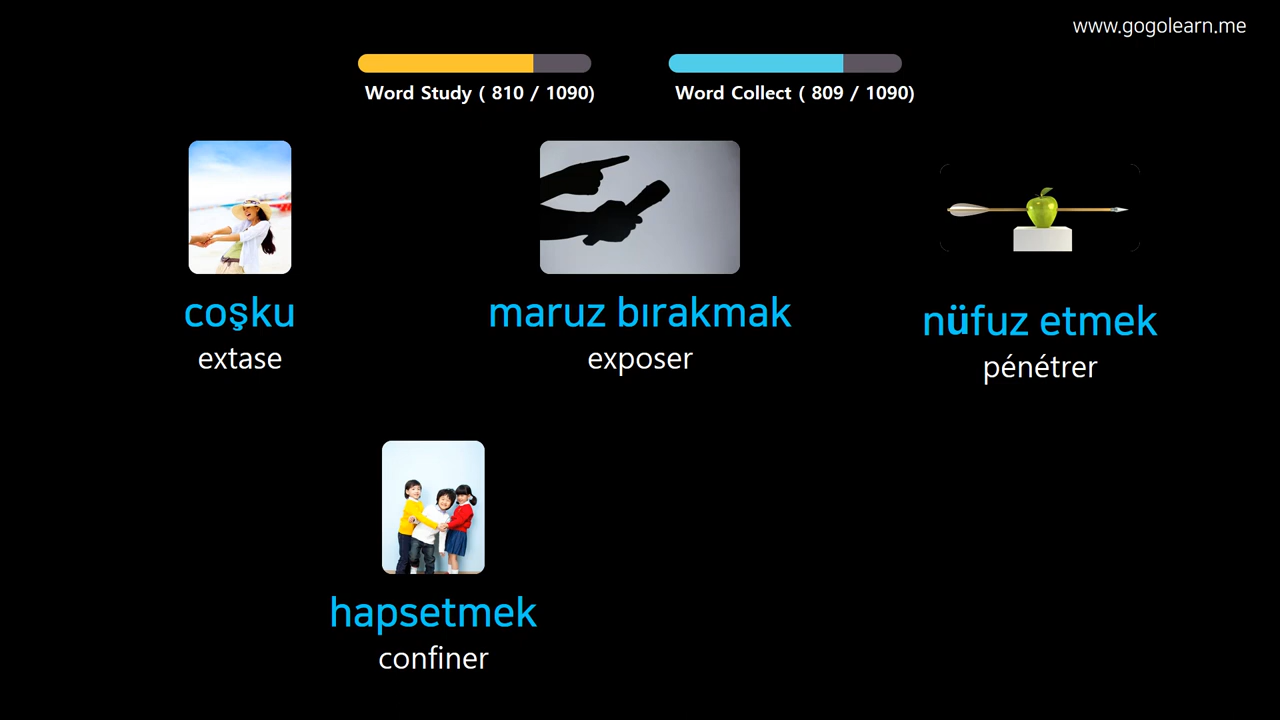 www.gogolearn.me
Word Study ( 810 / 1090)
Word Collect ( 809 / 1090)
coşku
extase
maruz bırakmak
exposer
nüfuz etmek
pénétrer
hapsetmek
confiner